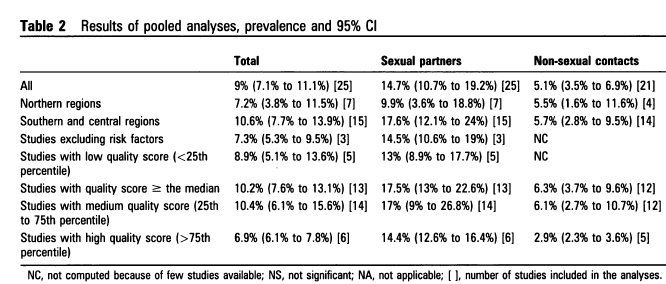 Table 2 Results of pooled analyses, prevalence and 95% CI
Total Sexual partners Non-sexual contacts
All 9% (7.1% to 11.1%) [25] 14.7% (10.7% to 19.2%) [25] 5.1% (3.5% to 6.9%) [21]
Northern regions 7.2% (3.8% to 11.5%) [7] 9.9% (3.6% to 18.8%) [7] 5.5% (1.6% to 11.6%) [4]
Southern and central regions 10.6% (7.7% to 13.9%) [15] 17.6% (12.1% to 24%) [15] 5.7% (2.8% to 9.5%) [14]
Studies excluding risk factors 7.3% (5.3% to 9.5%) [3] 14.5% (10.6% to 19%) [3] NC
Studies with low quality score (<25th 8.9% (5.1% to 13.6%) [5] 13% (8.9% to 17.7%) [5] NC
percentile)
Studies with quality score ≥ the median 10.2% (7.6% to 13.1%) [13] 17.5% (13% to 22.6%) [13] 6.3% (3.7% to 9.6%) [12]
Studies with medium quality score (25th 10.4% (6.1% to 15.6%) [14] 17% (9% to 26.8%) [14] 6.1% (2.7% to 10.7%) [12]
to 75th percentile)
Studies with high quality score (>75th 6.9% (6.1% to 7.8%) [6] 14.4% (12.6% to 16.4%) [6] 2.9% (2.3% to 3.6%) [5]
percentile)
NC, not computed because of few studies available; NS, not significant; NA, not applicable; [ ], number of studies included in the analyses.